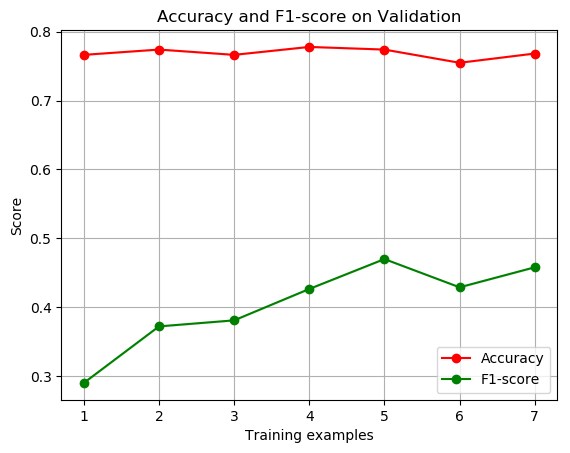 Accuracy and F1-score on Validation
Score
0.8
0.7
0.6
0.5
0.4
0.3
Accuracy
F1-score
1 2 3 4 5 6 7
Training examples